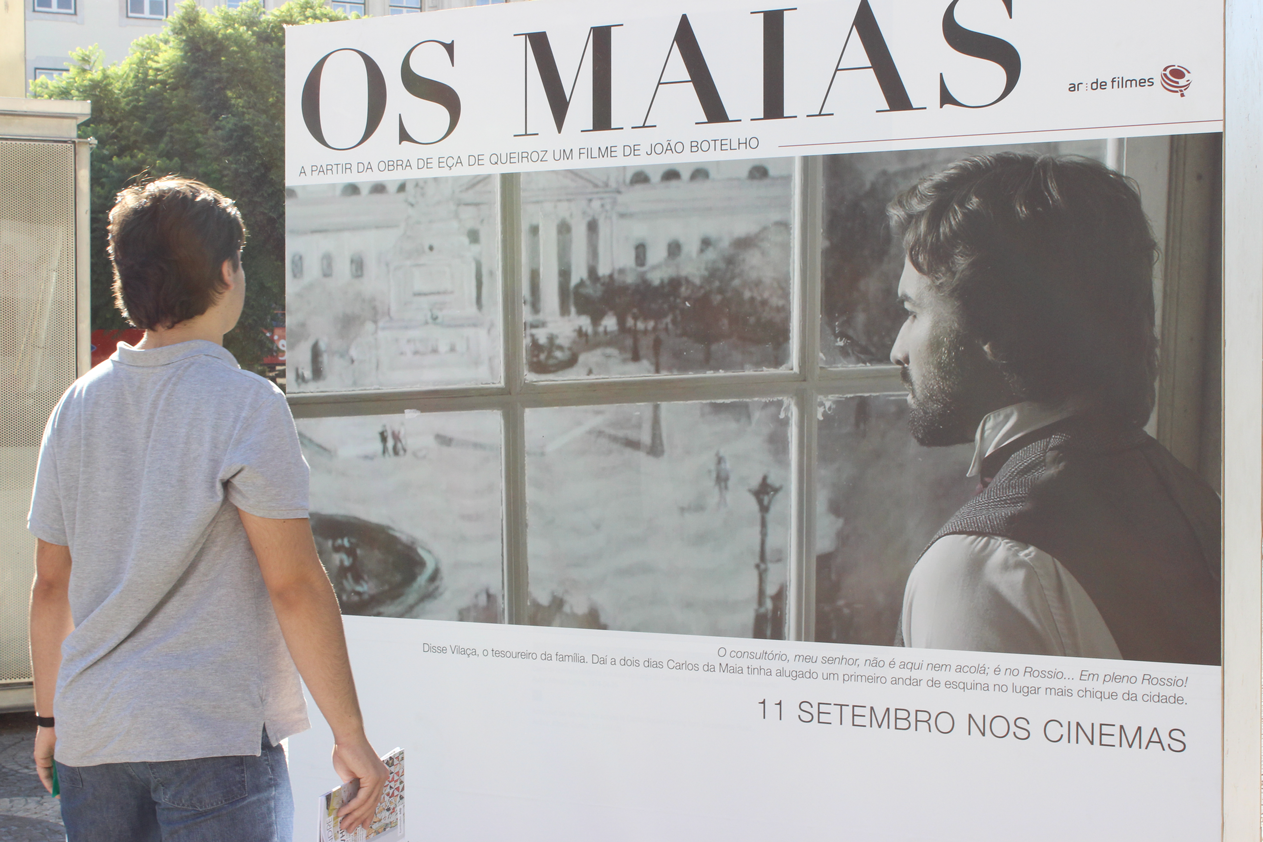 OS MAIAS
ar:de filmes
A PARTIR DA OBRA DE EÇA DE QUEIROZ UM FILME DE JOÃO BOTELHO
O consultório, meu senhor, não é aqui nem acolá; é no Rossio... Em pleno Rossio!
Disse Vilaça, o tesoureiro da família. Daí a dois dias Carlos da Maia tinha alugado um primeiro andar de esquina no lugar mais chique da cidade.
11 SETEMBRO NOS CINEMAS